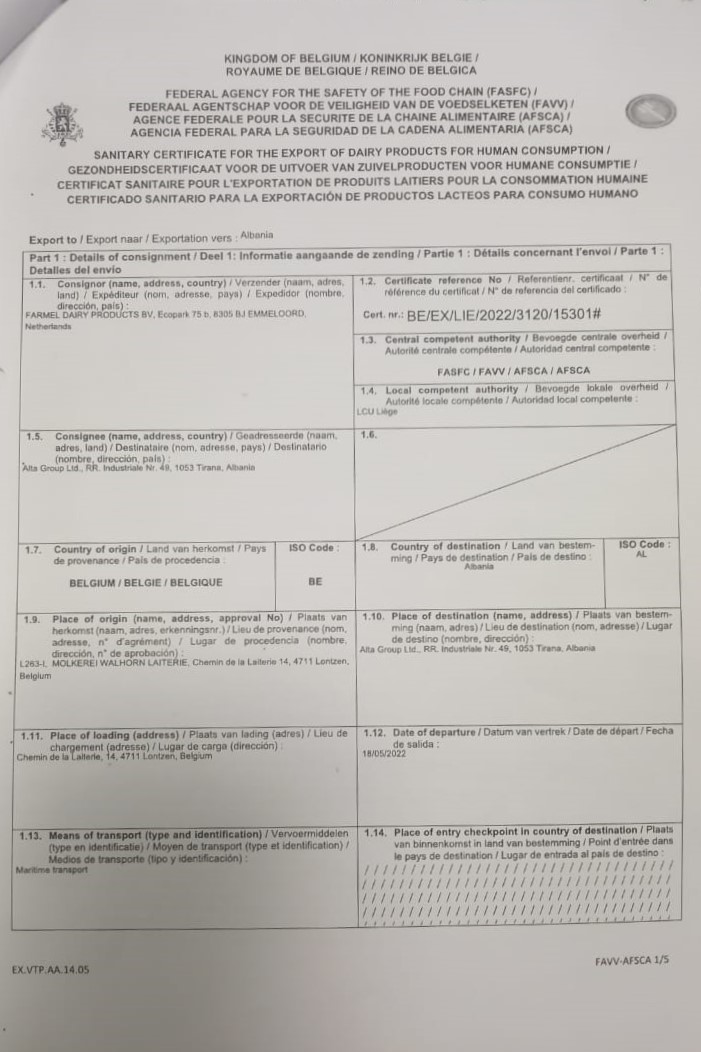 KINGDOM OF BELGIUM / KONINKRIJK BELGIE /
ROYAUME DE BELGIQUE / REINO DE BELGICA
FEDERAL AGENCY FOR THE SAFETY OF THE FOOD CHAIN (FASFC) /
FEDERAAL AGENTSCHAP VOOR DE VEILIGHEID VAN DE VOEDSELKETEN (FAVV) /
AGENCE FEDERALE POUR LA SECURITE DE LA CHAINE ALIMENTAIRE (AFSCA) /
AGENCIA FEDERAL PARA LA SEGURIDAD DE LA CADENA ALIMENTARIA (AFSCA)
SANITARY CERTIFICATE FOR THE EXPORT OF DAIRY PRODUCTS FOR HUMAN CONSUMPTION /
GEZONDHEIDSCERTIFICAAT VOOR DE UITVOER VAN ZUIVELPRODUCTEN VOOR HUMANE CONSUMPTIE /
CERTIFICAT SANITAIRE POUR L'EXPORTATION DE PRODUITS LAITIERS POUR LA CONSOMMATION HUMAINE
CERTIFICADO SANITARIO PARA LA EXPORTACIÓN DE PRODUCTOS LACTEOS PARA CONSUMO HUMANO
Export to / Export naar / Exportation vers : Albania
Part 1 : Details of consignment / Deel 1: Informatie aangaande de zending / Partie 1 : Détails concernant l'envoi / Parte 1 :
Detalles del envio
1.1. Consignor (name, address, country) / Verzender (naam, adres,
land) / Expéditeur (nom, adresse, pays) / Expedidor (nombre,
dirección, país) :
FARMEL DAIRY PRODUCTS BV, Ecopark 75 b, 8305 BJ EMMELOORD,
Netherlands
1.2. Certificate reference No / Referentienr. certificaat / N° de
référence du certificat / N° de referencia del certificado :
Cert. nr.: BE/EX/LIE/2022/3120/15301#
1.3. Central competent authority / Bevoegde centrale overheid /
Autorité centrale compétente / Autoridad central competente :
FASFC / FAVV / AFSCA / AFSCA
1.4. Local competent authority / Bevoegde lokale overheid /
Autorité locale compétente / Autoridad local competente :
LCU Liège
1.5. Consignee (name, address, country) / Geadresseerde (naam,
adres, land) / Destinataire (nom, adresse, pays) / Destinatario
(nombre, dirección, país) :
Alta Group Ltd., RR. Industriale Nr. 49, 1053 Tirana, Albania
1.6.
1.7. Country of origin / Land van herkomst / Pays
de provenance / País de procedencia :
BELGIUM / BELGIE / BELGIQUE
ISO Code :
BE
1.8. Country of destination / Land van bestem-
ming / Pays de destination / País de destino :
Albania
ISO Code :
AL
1.9. Place of origin (name, address, approval No) / Plaats van
herkomst (naam, adres, erkenningsnr.) / Lieu de provenance (nom,
adresse, n° d'agrément) / Lugar de procedencia (nombre,
dirección, n° de aprobación) :
L263-I, MOLKEREI WALHORN LAITERIE, Chemin de la Laiterie 14, 4711 Lontzen,
Belgium
1.10. Place of destination (name, address) / Plaats van bestem-
ming (naam, adres) / Lieu de destination (nom, adresse) / Lugar
de destino (nombre, dirección) :
Alta Group Ltd., RR. Industriale Nr. 49, 1053 Tirana, Albania
1.11. Place of loading (address) / Plaats van lading (adres) / Lieu de
chargement (adresse) / Lugar de carga (dirección) :
Chemin de la Laiterie, 14, 4711 Lontzen, Belgium
1.12. Date of departure / Datum van vertrek / Date de départ / Fecha
de salida :
18/05/2022
1.13. Means of transport (type and identification) / Vervoermiddelen
(type en identificatie) / Moyen de transport (type et identification) /
Medios de transporte (tipo y identificación) :
Maritime transport
1.14. Place of entry checkpoint in country of destination / Plaats
van binnenkomst in land van bestemming / Point d'entrée dans
le pays de destination / Lugar de entrada al país de destino :
EX.VTP.AA.14.05
FAVV-AFSCA 1/5